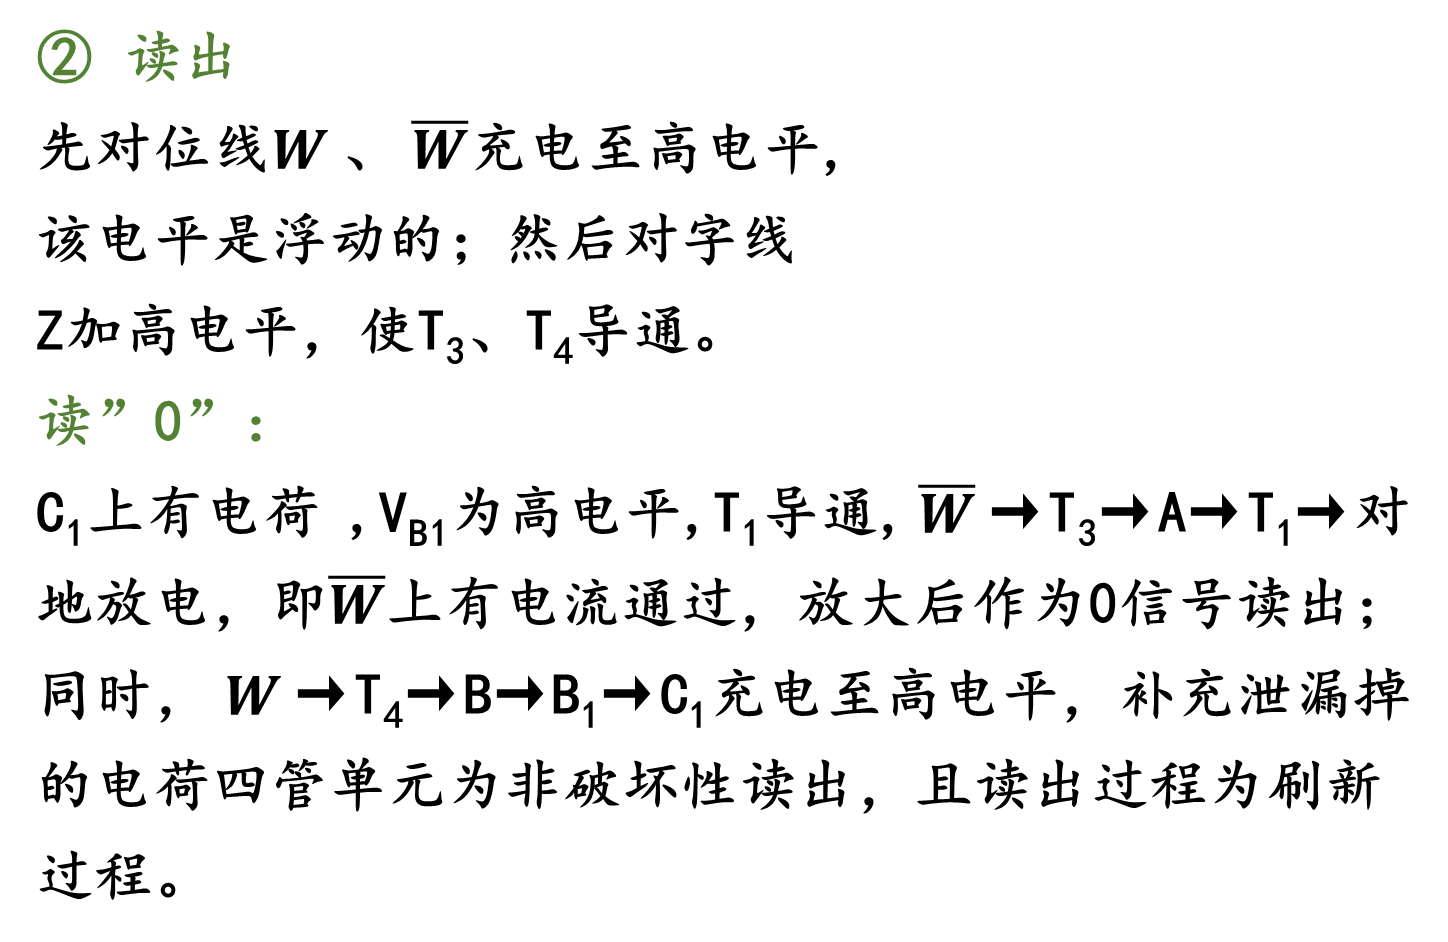 ② 读出
先对位线W 、 W̅充电至高电平,
该电平是浮动的；然后对字线
Z加高电平，使T₃、T₄导通。
读”0”：
C₁上有电荷 ,V_B1为高电平,T₁导通, W̅ →T₃→A→T₁→对
地放电，即W̅上有电流通过，放大后作为0信号读出；
同时， W →T₄→B→B₁→C₁充电至高电平，补充泄漏掉
的电荷四管单元为非破坏性读出，且读出过程为刷新
过程。